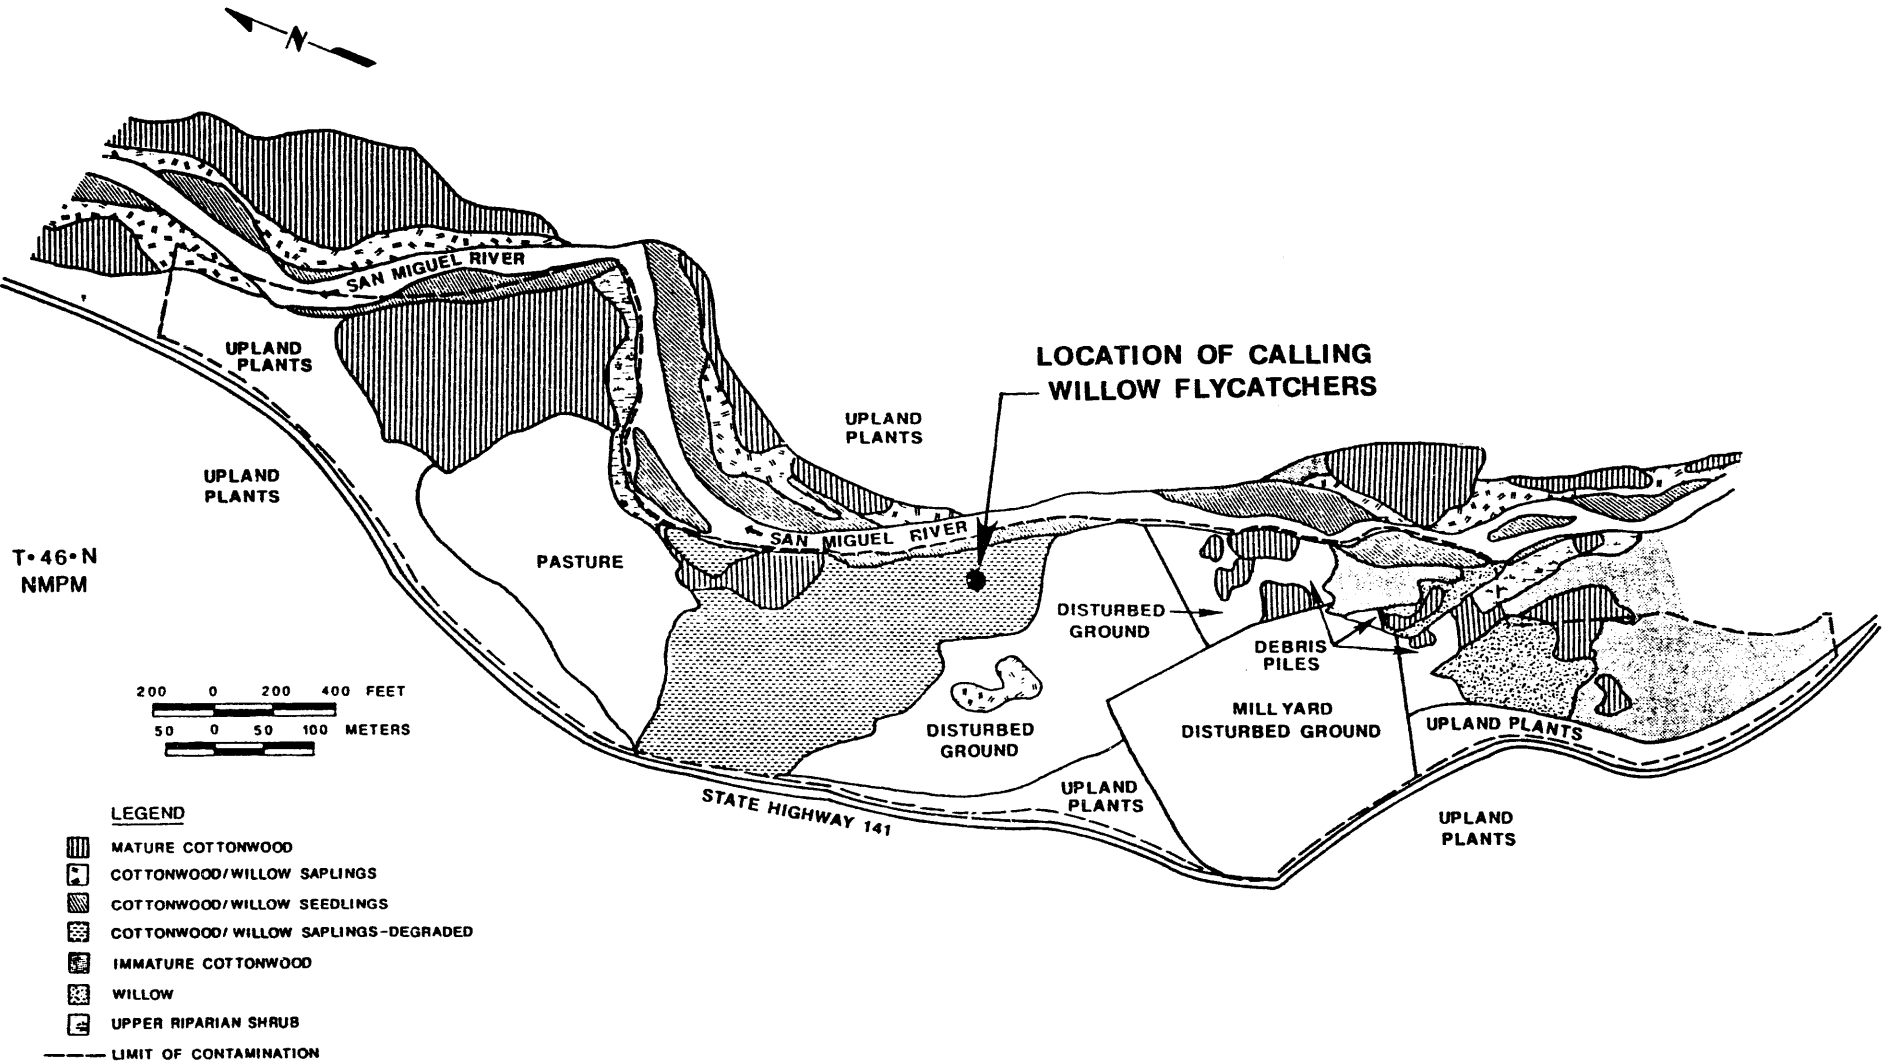 N
SAN MIGUEL RIVER
UPLAND
PLANTS
LOCATION OF CALLING
WILLOW FLYCATCHERS
UPLAND
PLANTS
UPLAND
PLANTS
SAN MIGUEL RIVER
T•46•N
NMPM
PASTURE
DISTURBED
GROUND
DEBRIS
PILES
MILLYARD
DISTURBED GROUND
UPLAND PLANTS
DISTURBED
GROUND
UPLAND
PLANTS
UPLAND
PLANTS
STATE HIGHWAY 141
200 0 200 400 FEET
50 0 50 100 METERS
LEGEND
MATURE COTTONWOOD
COTTONWOOD/WILLOW SAPLINGS
COTTONWOOD/WILLOW SEEDLINGS
COTTONWOOD/WILLOW SAPLINGS-DEGRADED
IMMATURE COTTONWOOD
WILLOW
UPPER RIPARIAN SHRUB
LIMIT OF CONTAMINATION